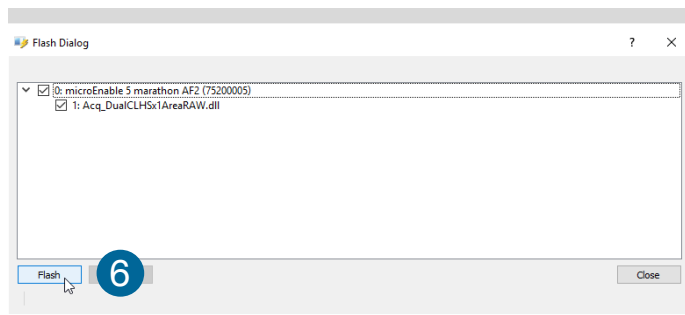 Flash Dialog ? ✕
0: microEnable 5 marathon AF2 (75200005)
1: Acq_DualCLHSx1AreaRAW.dll
Flash 6 Close